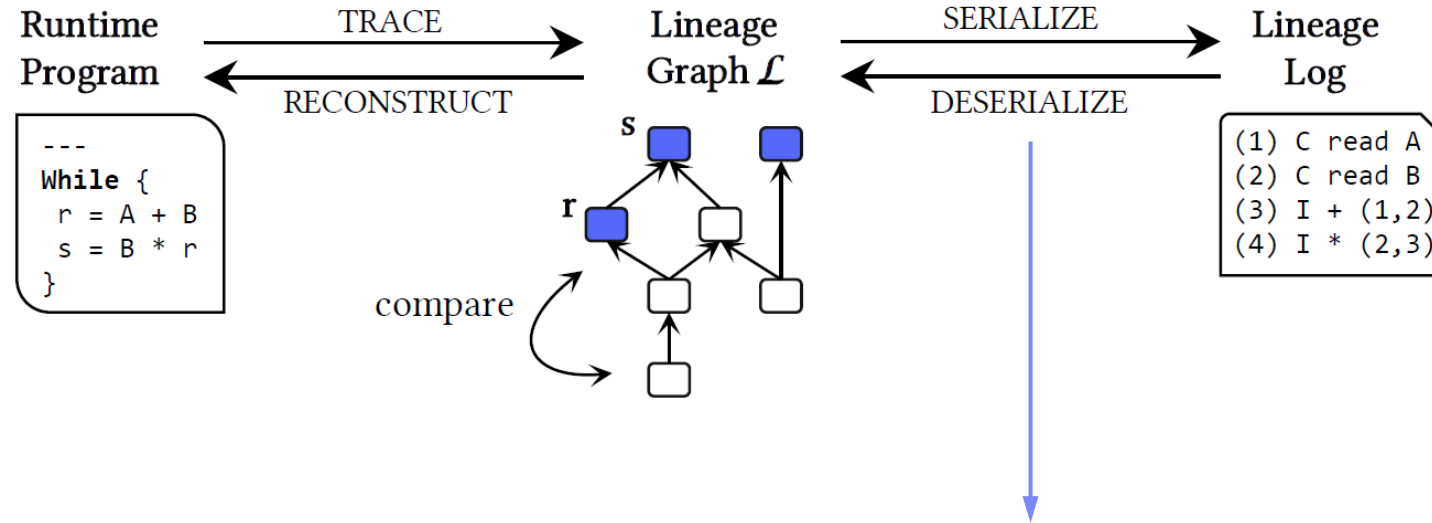 Runtime
Program
TRACE
RECONSTRUCT
Lineage
Graph ℒ
SERIALIZE
DESERIALIZE
Lineage
Log
---
While {
r = A + B
s = B * r
}
s
r
compare
(1) C read A
(2) C read B
(3) I + (1,2)
(4) I * (2,3)